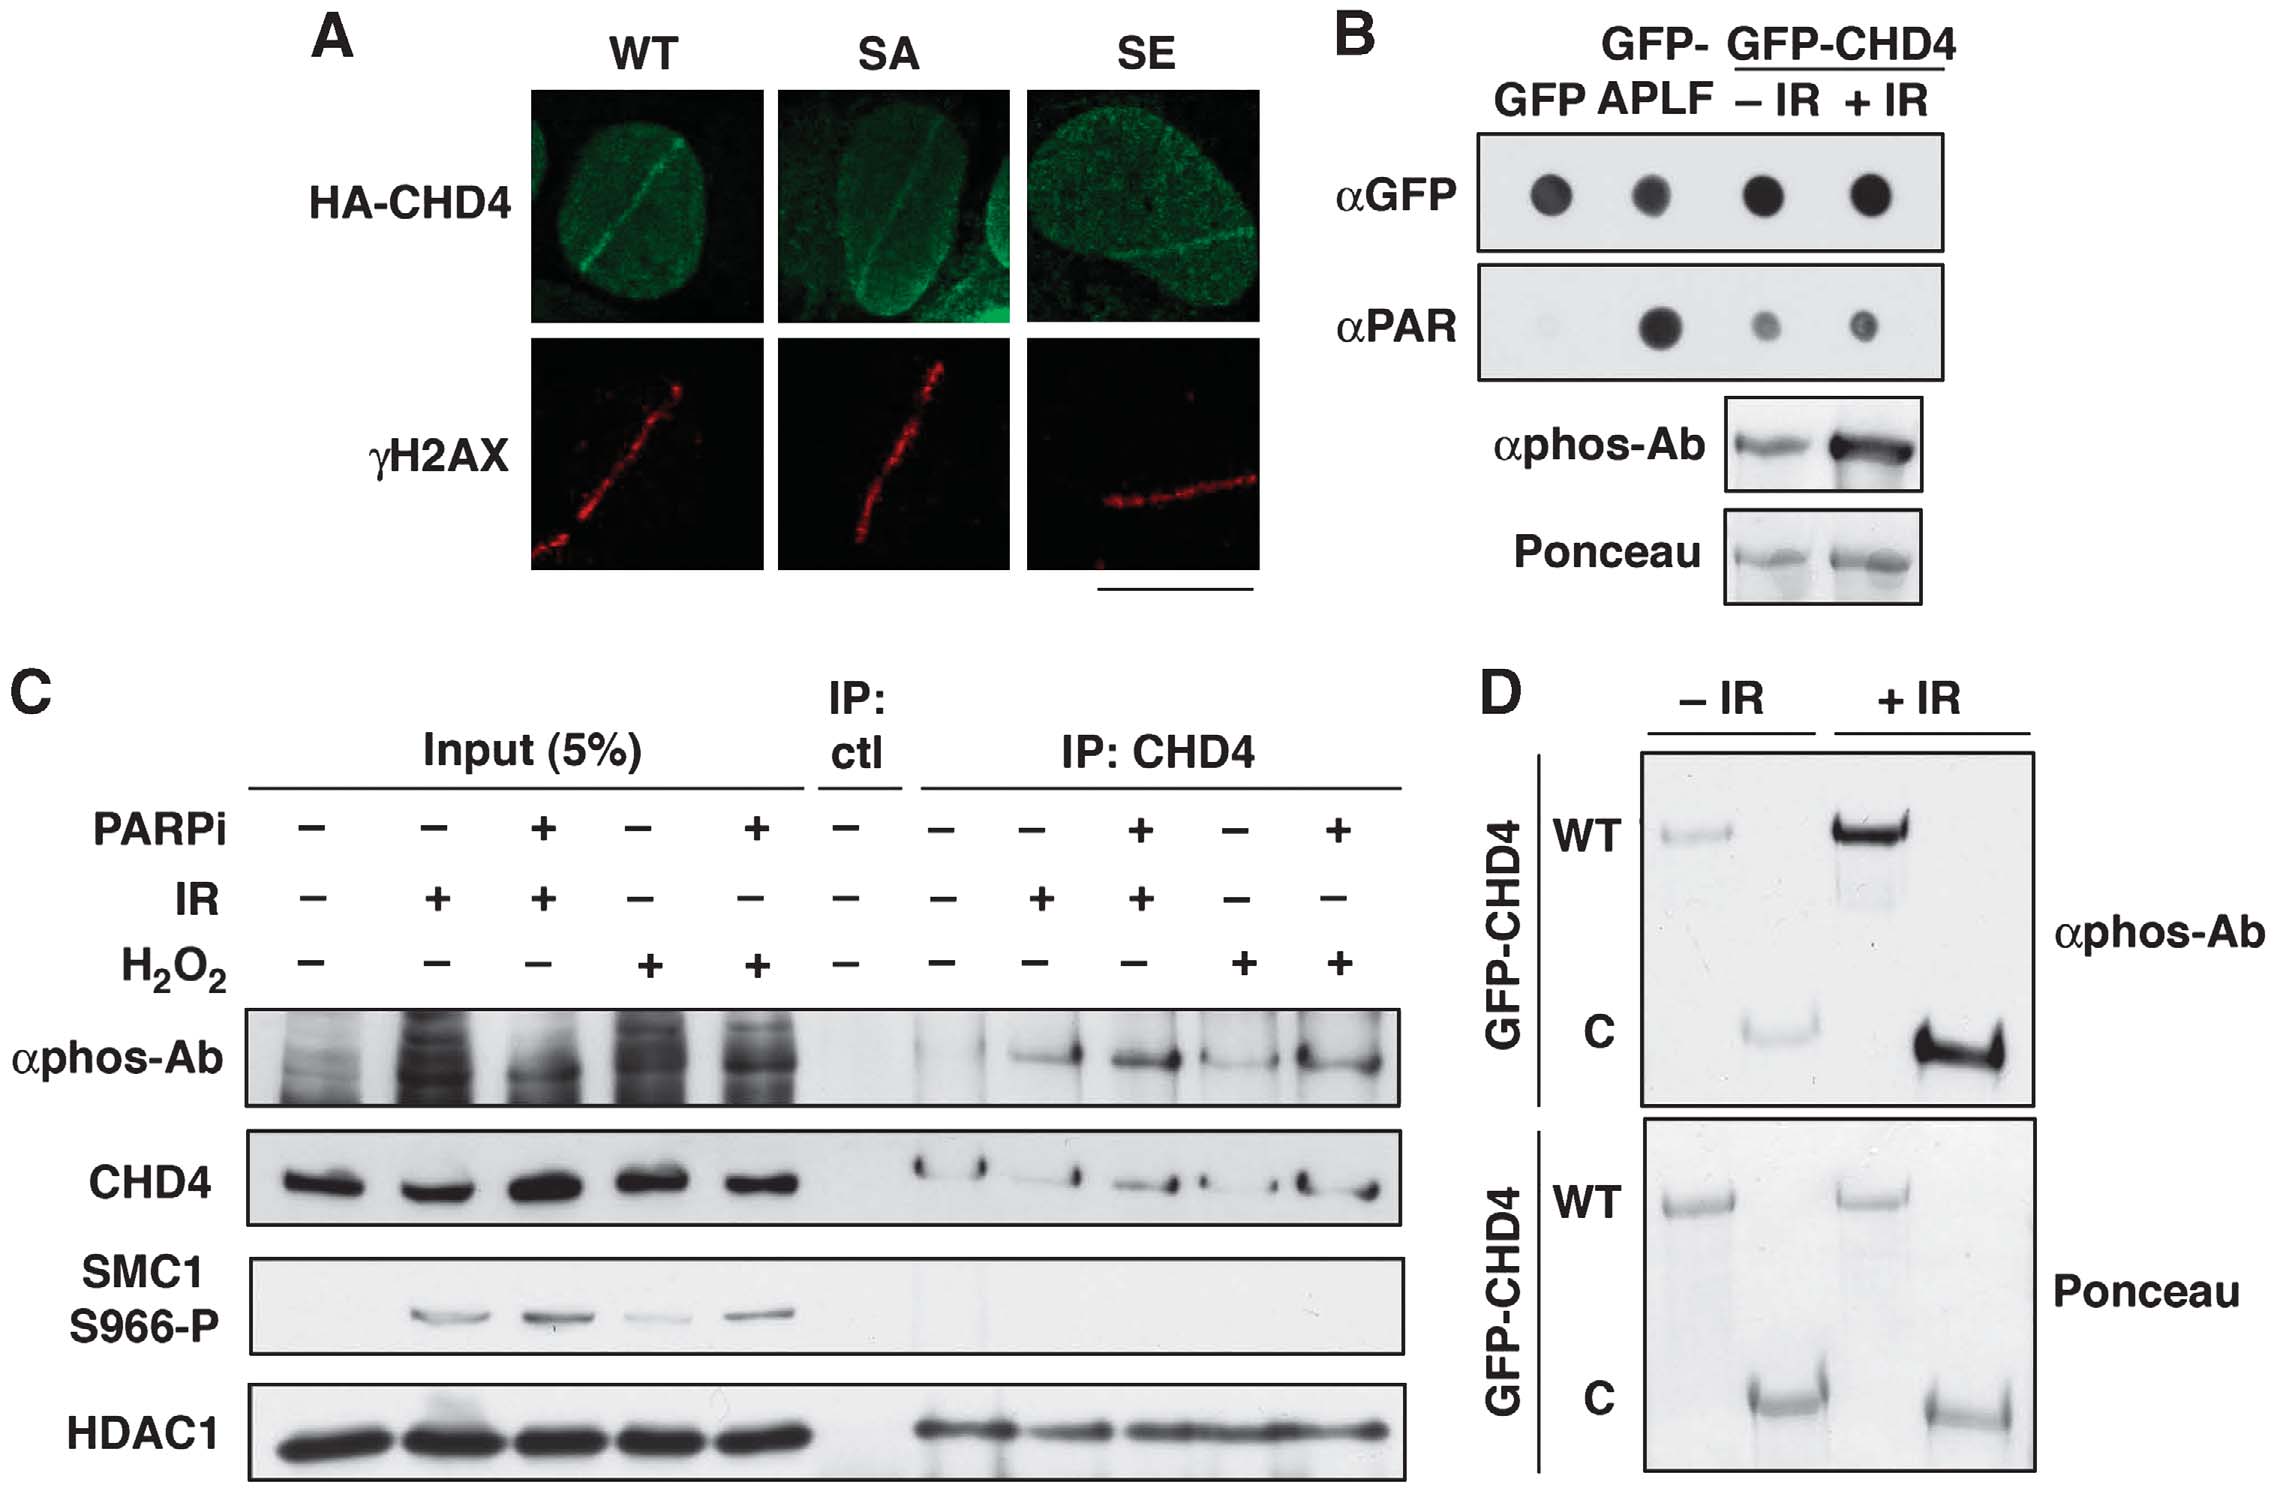 A
WT SA SE
HA-CHD4
γH2AX
B
GFP- GFP-CHD4
GFP APLF – IR + IR
αGFP
αPAR
αphos-Ab
Ponceau
C
IP:
Input (5%) ctl IP: CHD4
PARPi – – + – + – – – + – +
IR – + + – – – – + + – –
H2O2 – – – + + – – – – + +
αphos-Ab
CHD4
SMC1
S966-P
HDAC1
D
– IR + IR
GFP-CHD4
WT
C
αphos-Ab
GFP-CHD4
WT
C
Ponceau